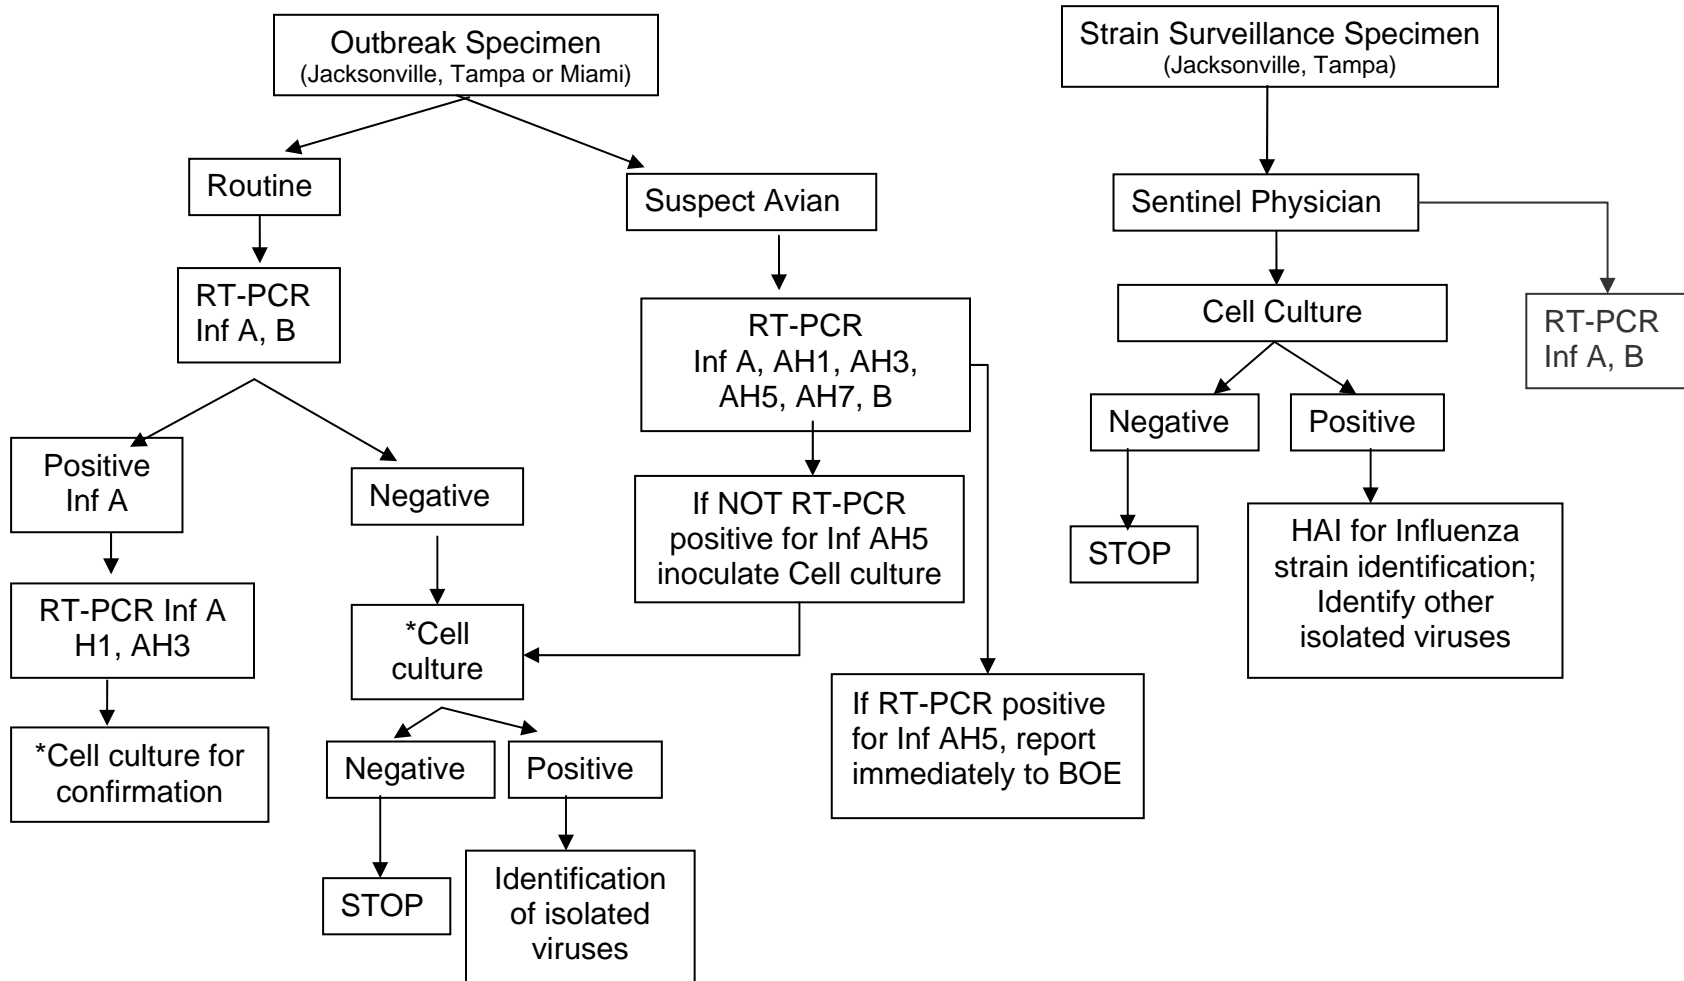 Outbreak Specimen
(Jacksonville, Tampa or Miami)
Strain Surveillance Specimen
(Jacksonville, Tampa)
Routine
Suspect Avian
Sentinel Physician
RT-PCR
Inf A, B
RT-PCR
Inf A, AH1, AH3,
AH5, AH7, B
Cell Culture
RT-PCR
Inf A, B
Negative
Positive
Positive
Inf A
Negative
If NOT RT-PCR
positive for Inf AH5
inoculate Cell culture
STOP
HAI for Influenza
strain identification;
Identify other
isolated viruses
RT-PCR Inf A
H1, AH3
*Cell
culture
If RT-PCR positive
for Inf AH5, report
immediately to BOE
*Cell culture for
confirmation
Negative
Positive
STOP
Identification
of isolated
viruses